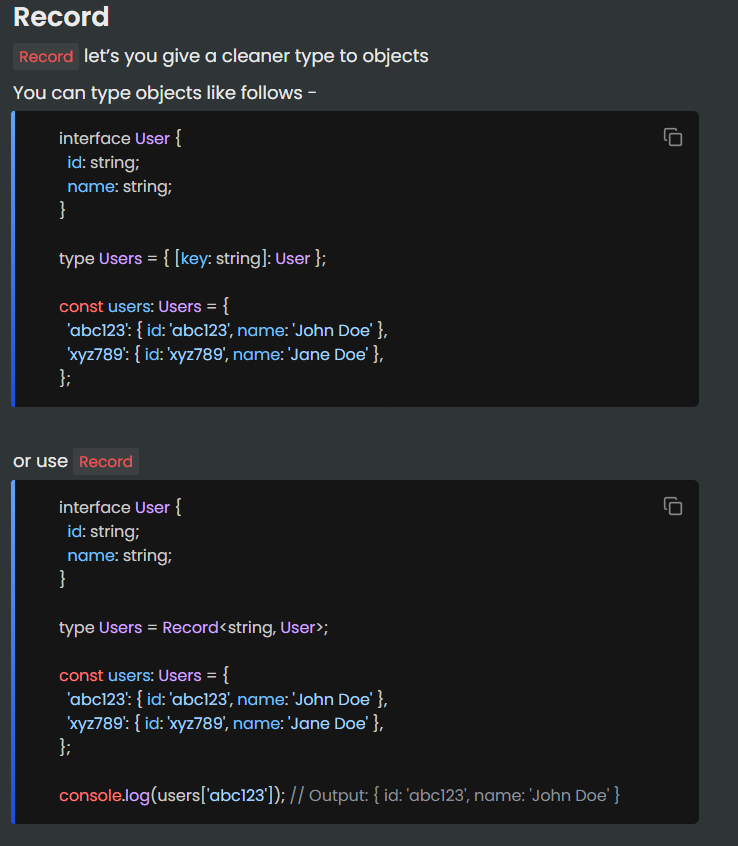 Record
Record let’s you give a cleaner type to objects
You can type objects like follows -
interface User {
  id: string;
  name: string;
}

type Users = { [key: string]: User };

const users: Users = {
  'abc123': { id: 'abc123', name: 'John Doe' },
  'xyz789': { id: 'xyz789', name: 'Jane Doe' },
};
or use Record
interface User {
  id: string;
  name: string;
}

type Users = Record<string, User>;

const users: Users = {
  'abc123': { id: 'abc123', name: 'John Doe' },
  'xyz789': { id: 'xyz789', name: 'Jane Doe' },
};

console.log(users['abc123']); // Output: { id: 'abc123', name: 'John Doe' }